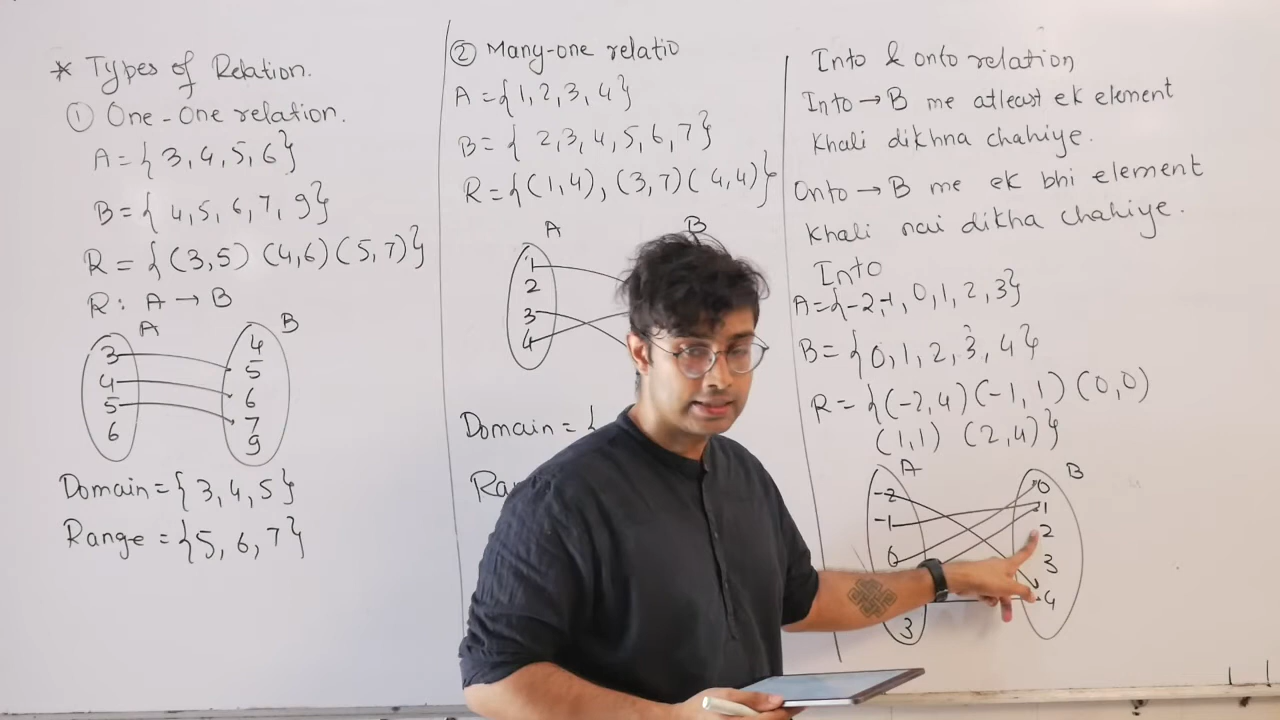 * Types of Relation.
① One-One relation.
A={3,4,5,6}
B={4,5,6,7,9}
R={(3,5) (4,6) (5,7)}
R: A → B
A B
3 4
4 5
5 6
6 7
9
Domain={3,4,5}
Range={5,6,7}
② Many-one relatio
A={1,2,3,4}
B={2,3,4,5,6,7}
R={(1,4), (3,7)(4,4)}
A B
1
2
3
4
Domain={
Into & onto relation
Into → B me atleast ek element
khali dikhna chahiye.
Onto → B me ek bhi element
khali nai dikha chahiye.
Into
A={-2,-1,0,1,2,3}
B={0,1,2,3,4}
R={(-2,4)(-1,1)(0,0)
(1,1) (2,4)}
A B
-2 0
-1 1
0 2
3
3 4